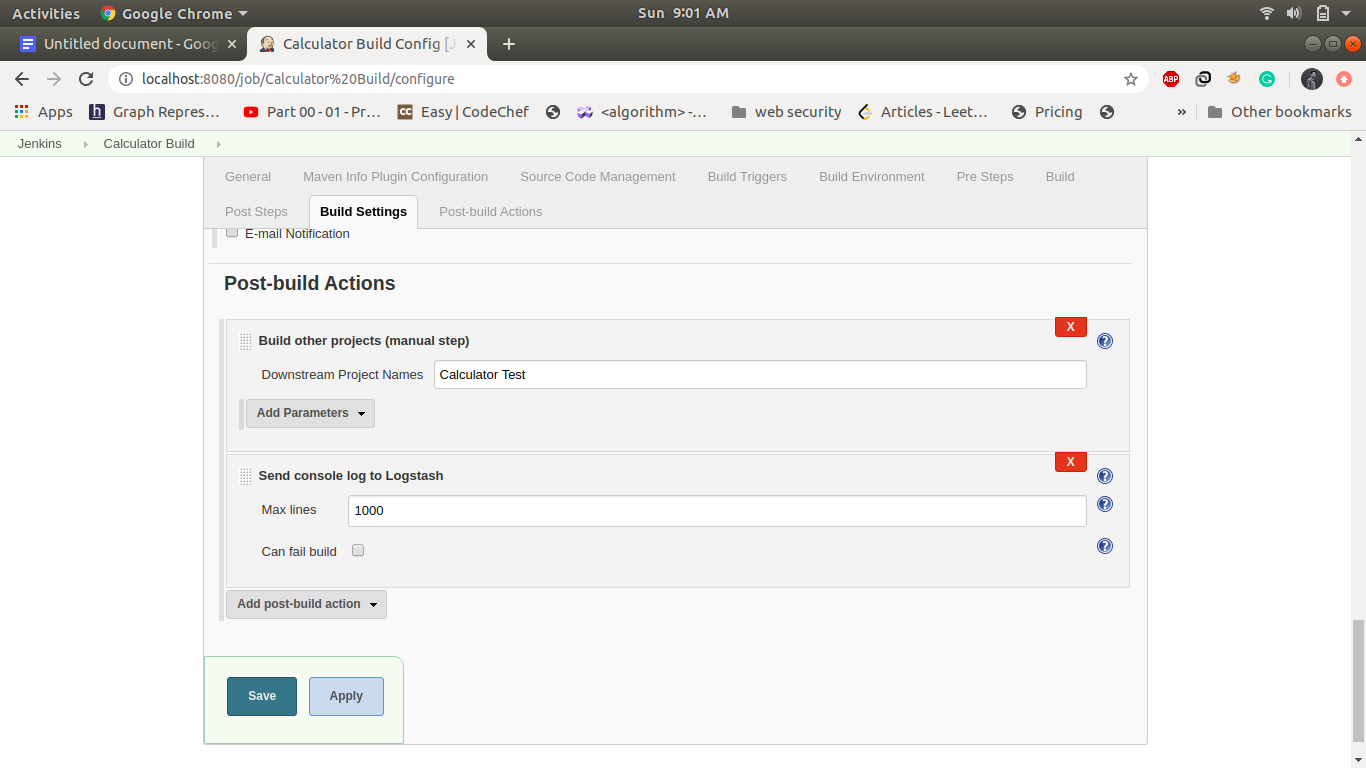 Activities Google Chrome Sun 9:01 AM
Untitled document - Goog Calculator Build Config [J
localhost:8080/job/Calculator%20Build/configure ABP
Apps h Graph Repres… Part 00 - 01 - Pr… CC Easy | CodeChef <algorithm> -… web security Articles - Leet… Pricing » Other bookmarks
Jenkins Calculator Build
General Maven Info Plugin Configuration Source Code Management Build Triggers Build Environment Pre Steps Build
Post Steps Build Settings Post-build Actions
E-mail Notification
Post-build Actions
X
Build other projects (manual step) ?
Downstream Project Names Calculator Test
Add Parameters
X
Send console log to Logstash ?
Max lines 1000 ?
Can fail build ?
Add post-build action
Save Apply